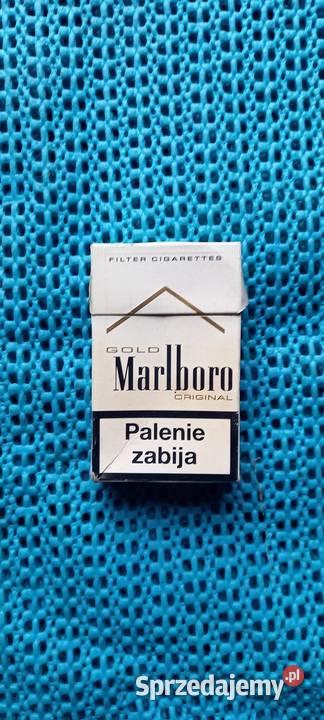 FILTER CIGARETTES
GOLD
Marlboro
ORIGINAL
Palenie
zabija
Sprzedajemy.pl